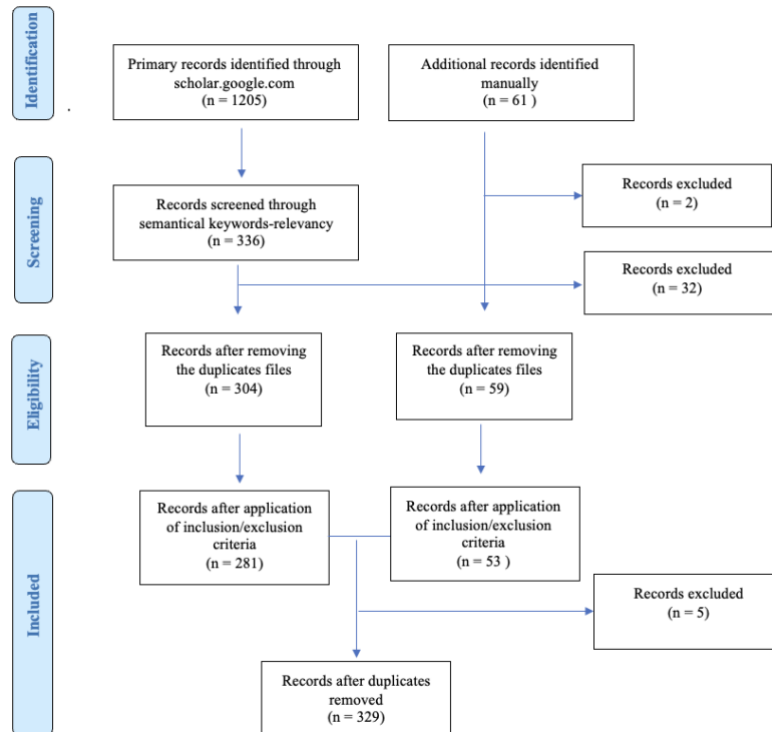 Identification
Primary records identified through
scholar.google.com
(n = 1205)
Additional records identified
manually
(n = 61 )
.
Screening
Records screened through
semantical keywords-relevancy
(n = 336)
Records excluded
(n = 2)
Records excluded
(n = 32)
Eligibility
Records after removing
the duplicates files
(n = 304)
Records after removing
the duplicates files
(n = 59)
Included
Records after application
of inclusion/exclusion
criteria
(n = 281)
Records after application
of inclusion/exclusion
criteria
(n = 53 )
Records excluded
(n = 5)
Records after duplicates
removed
(n = 329)